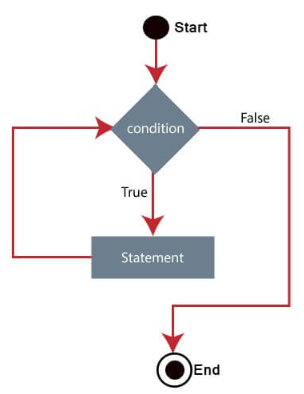 Start
condition
False
True
Statement
End